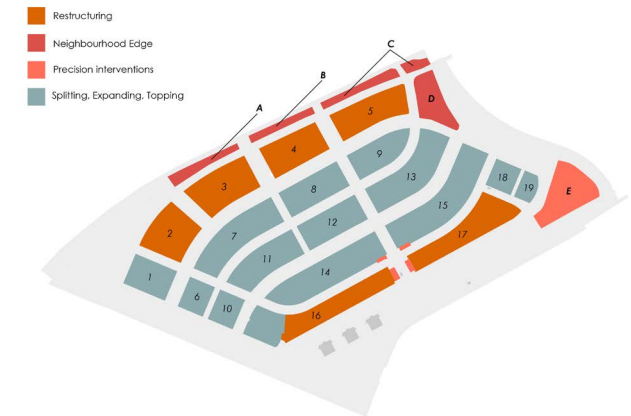 Restructuring
Neighbourhood Edge
Precision interventions
Splitting, Expanding, Topping
C
B
A
D
5
4
9
3
8
13
18
19
E
15
2
7
12
17
11
14
1
6
10
16